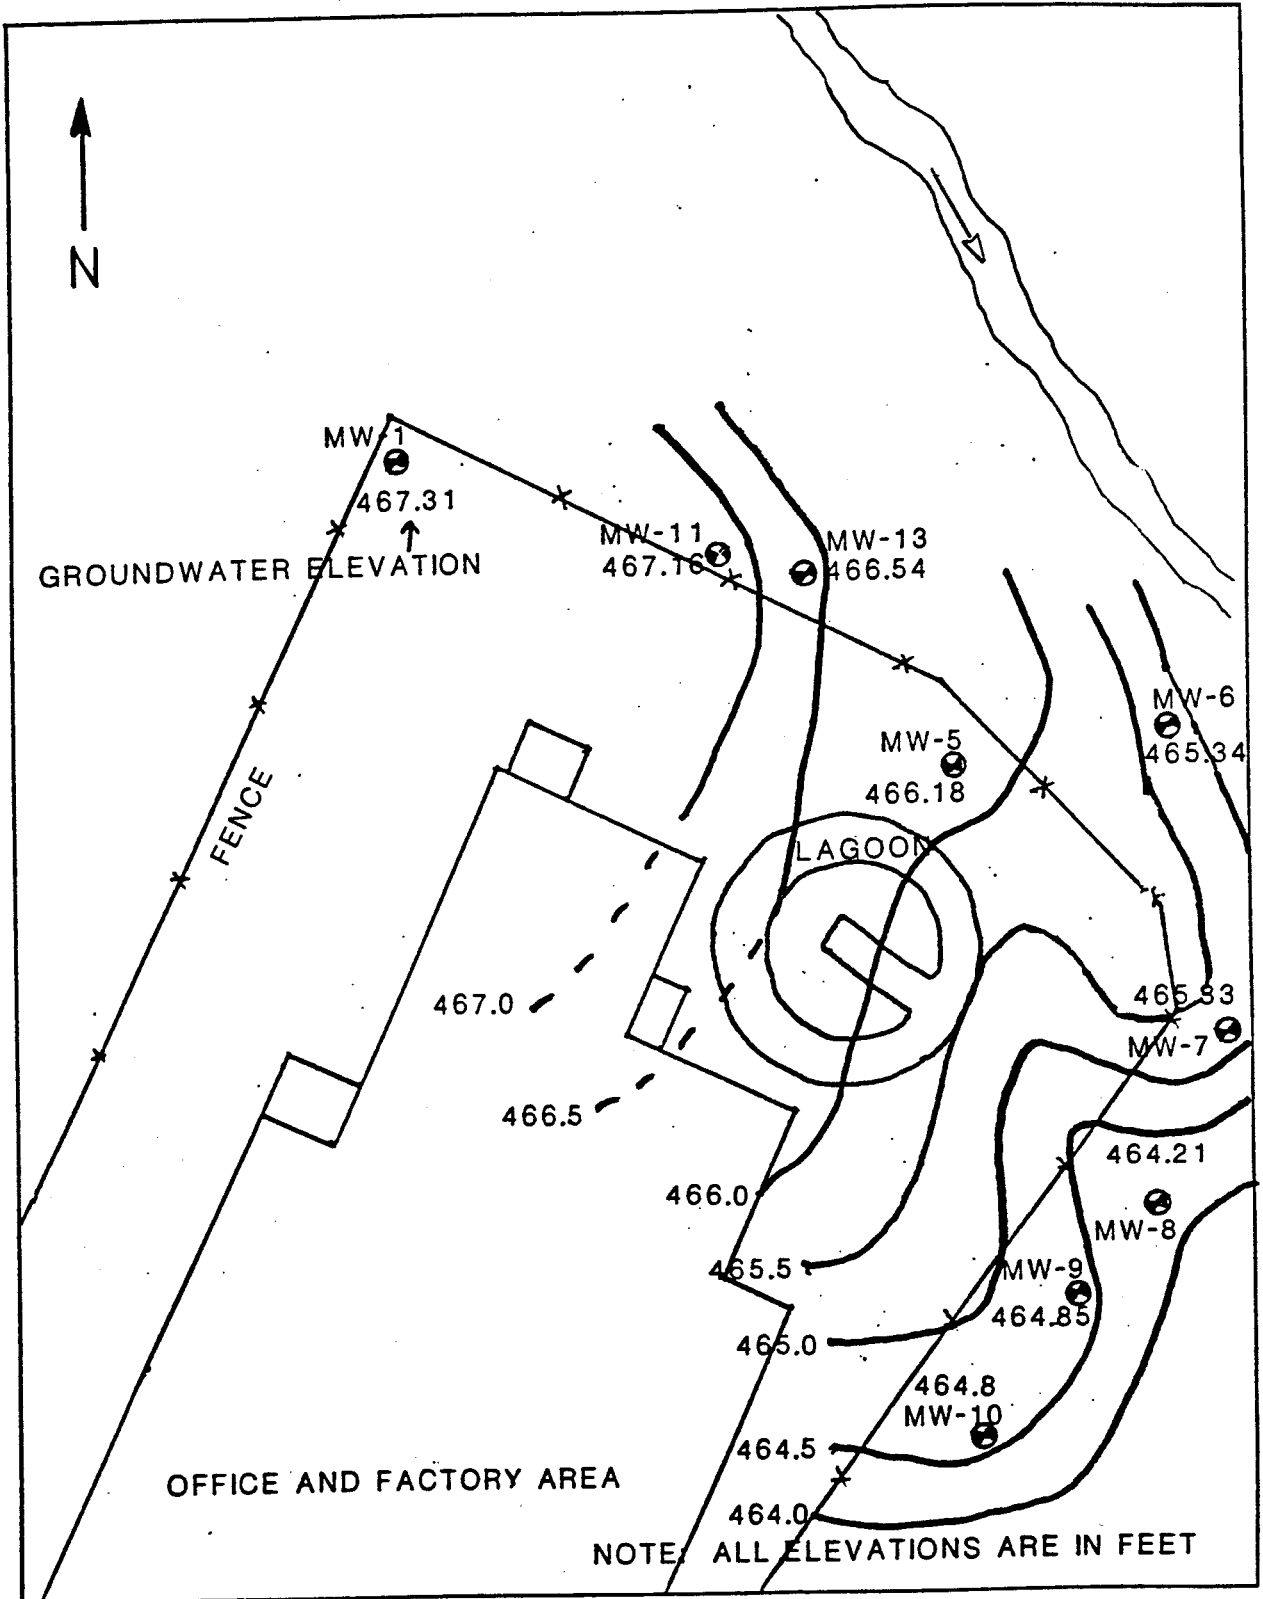 N
MW-1
467.31
GROUNDWATER ELEVATION
MW-11
467.16
MW-13
466.54
MW-6
465.34
MW-5
466.18
FENCE
LAGOON
467.0
465.33
MW-7
466.5
464.21
466.0
MW-8
465.5
MW-9
464.85
465.0
464.8
MW-10
464.5
OFFICE AND FACTORY AREA
464.0
NOTE: ALL ELEVATIONS ARE IN FEET